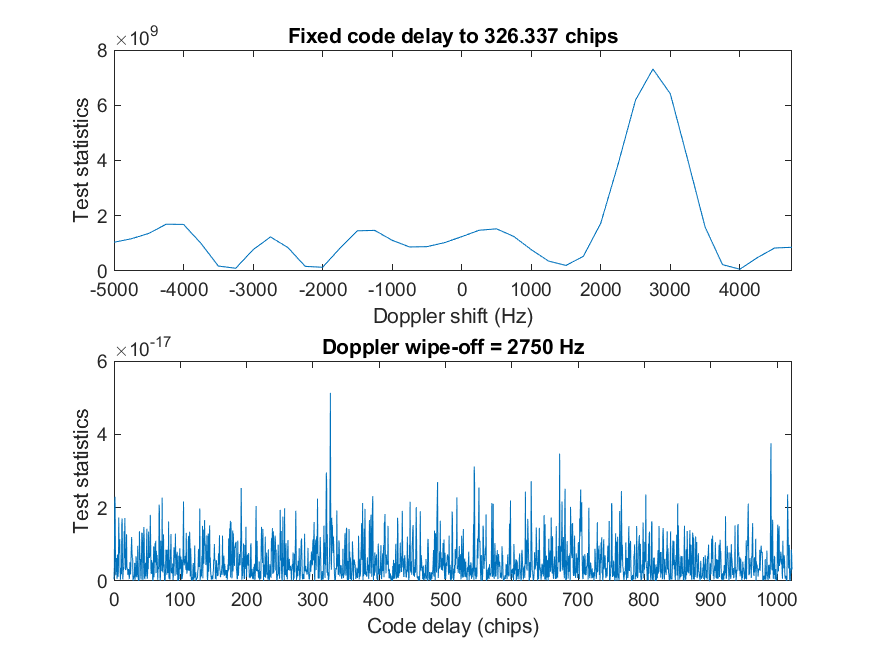 Fixed code delay to 326.337 chips
×10^9
8
6
4
2
0
Test statistics
-5000 -4000 -3000 -2000 -1000 0 1000 2000 3000 4000
Doppler shift (Hz)
Doppler wipe-off = 2750 Hz
×10^-17
6
4
2
0
Test statistics
0 100 200 300 400 500 600 700 800 900 1000
Code delay (chips)